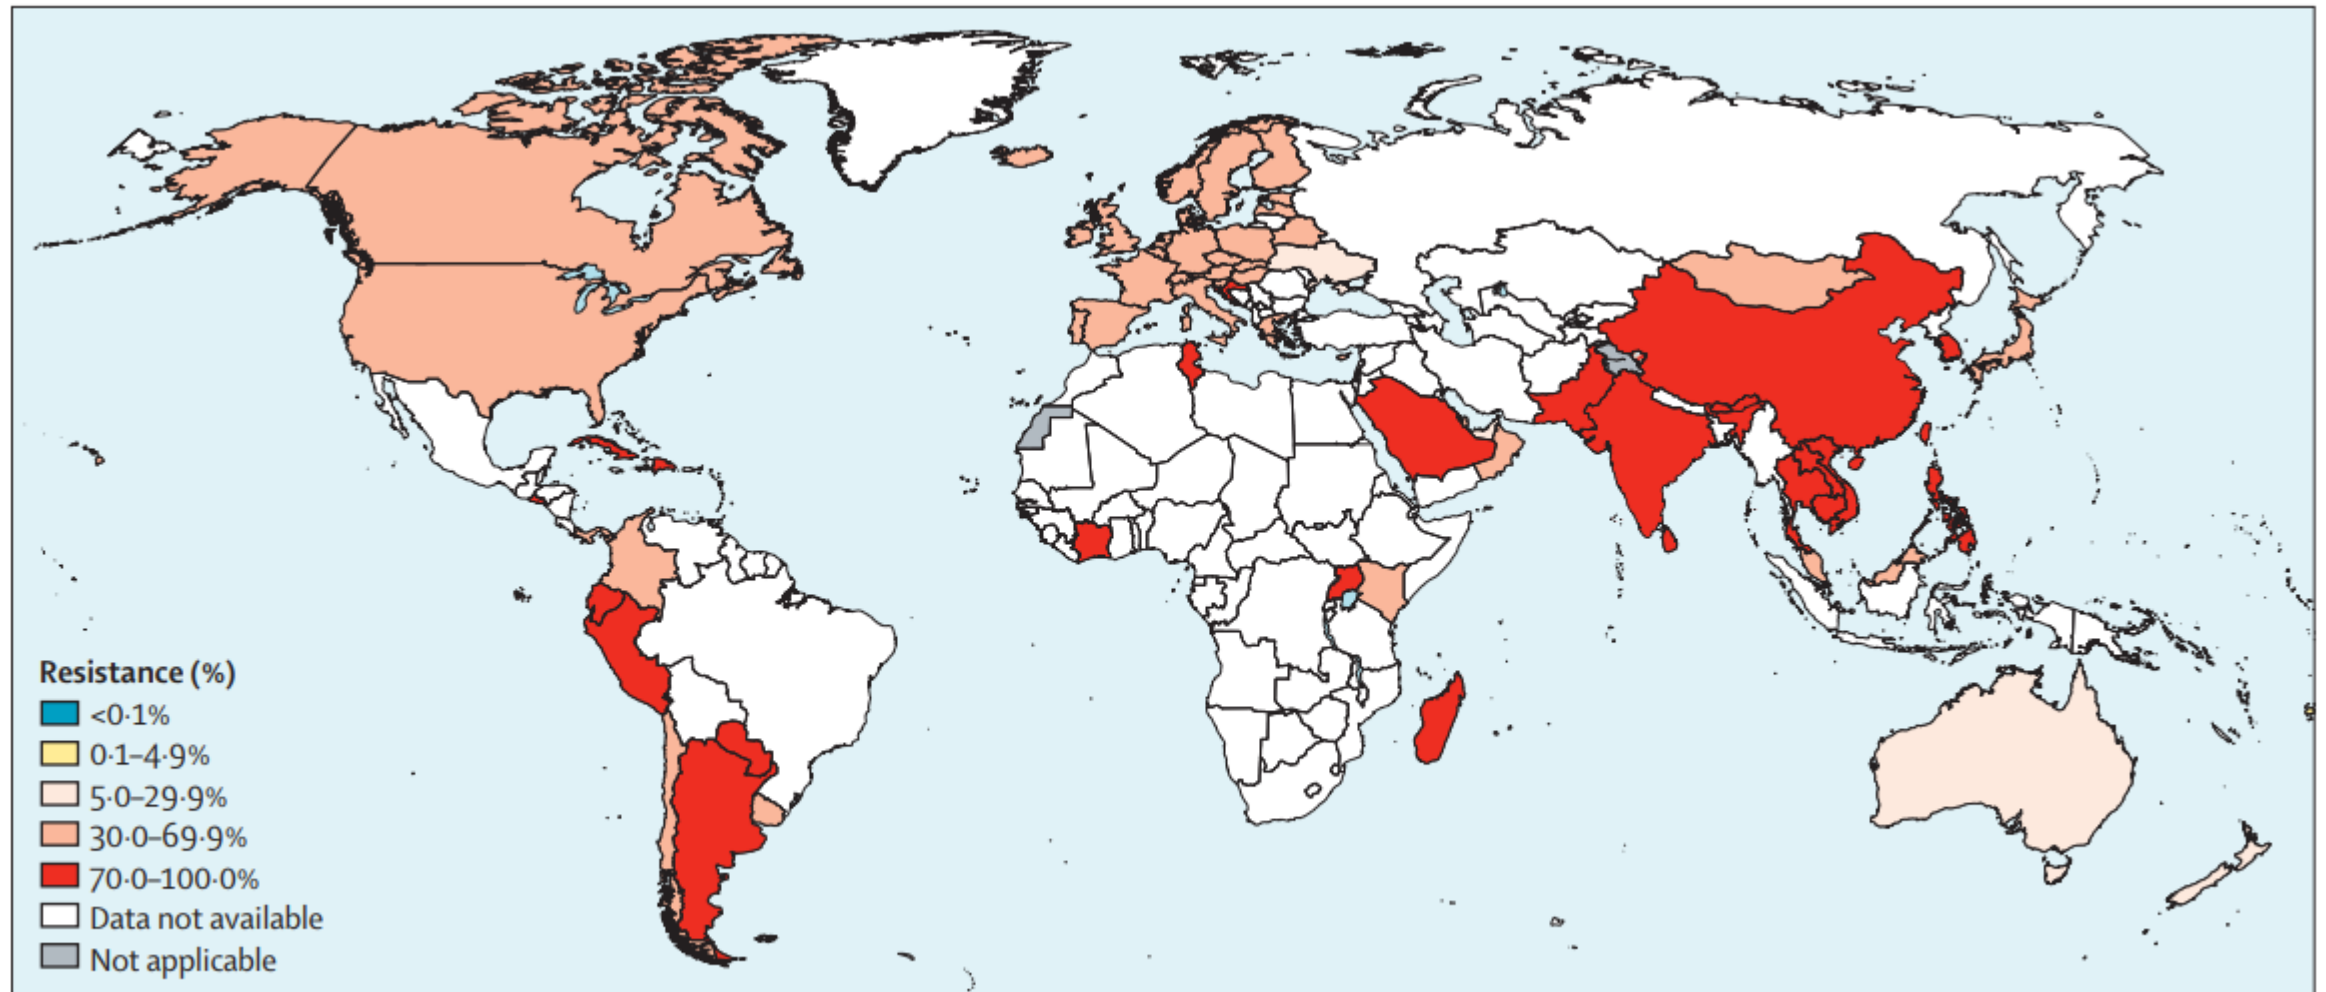 Resistance (%)
<0·1%
0·1–4·9%
5·0–29·9%
30·0–69·9%
70·0–100·0%
Data not available
Not applicable